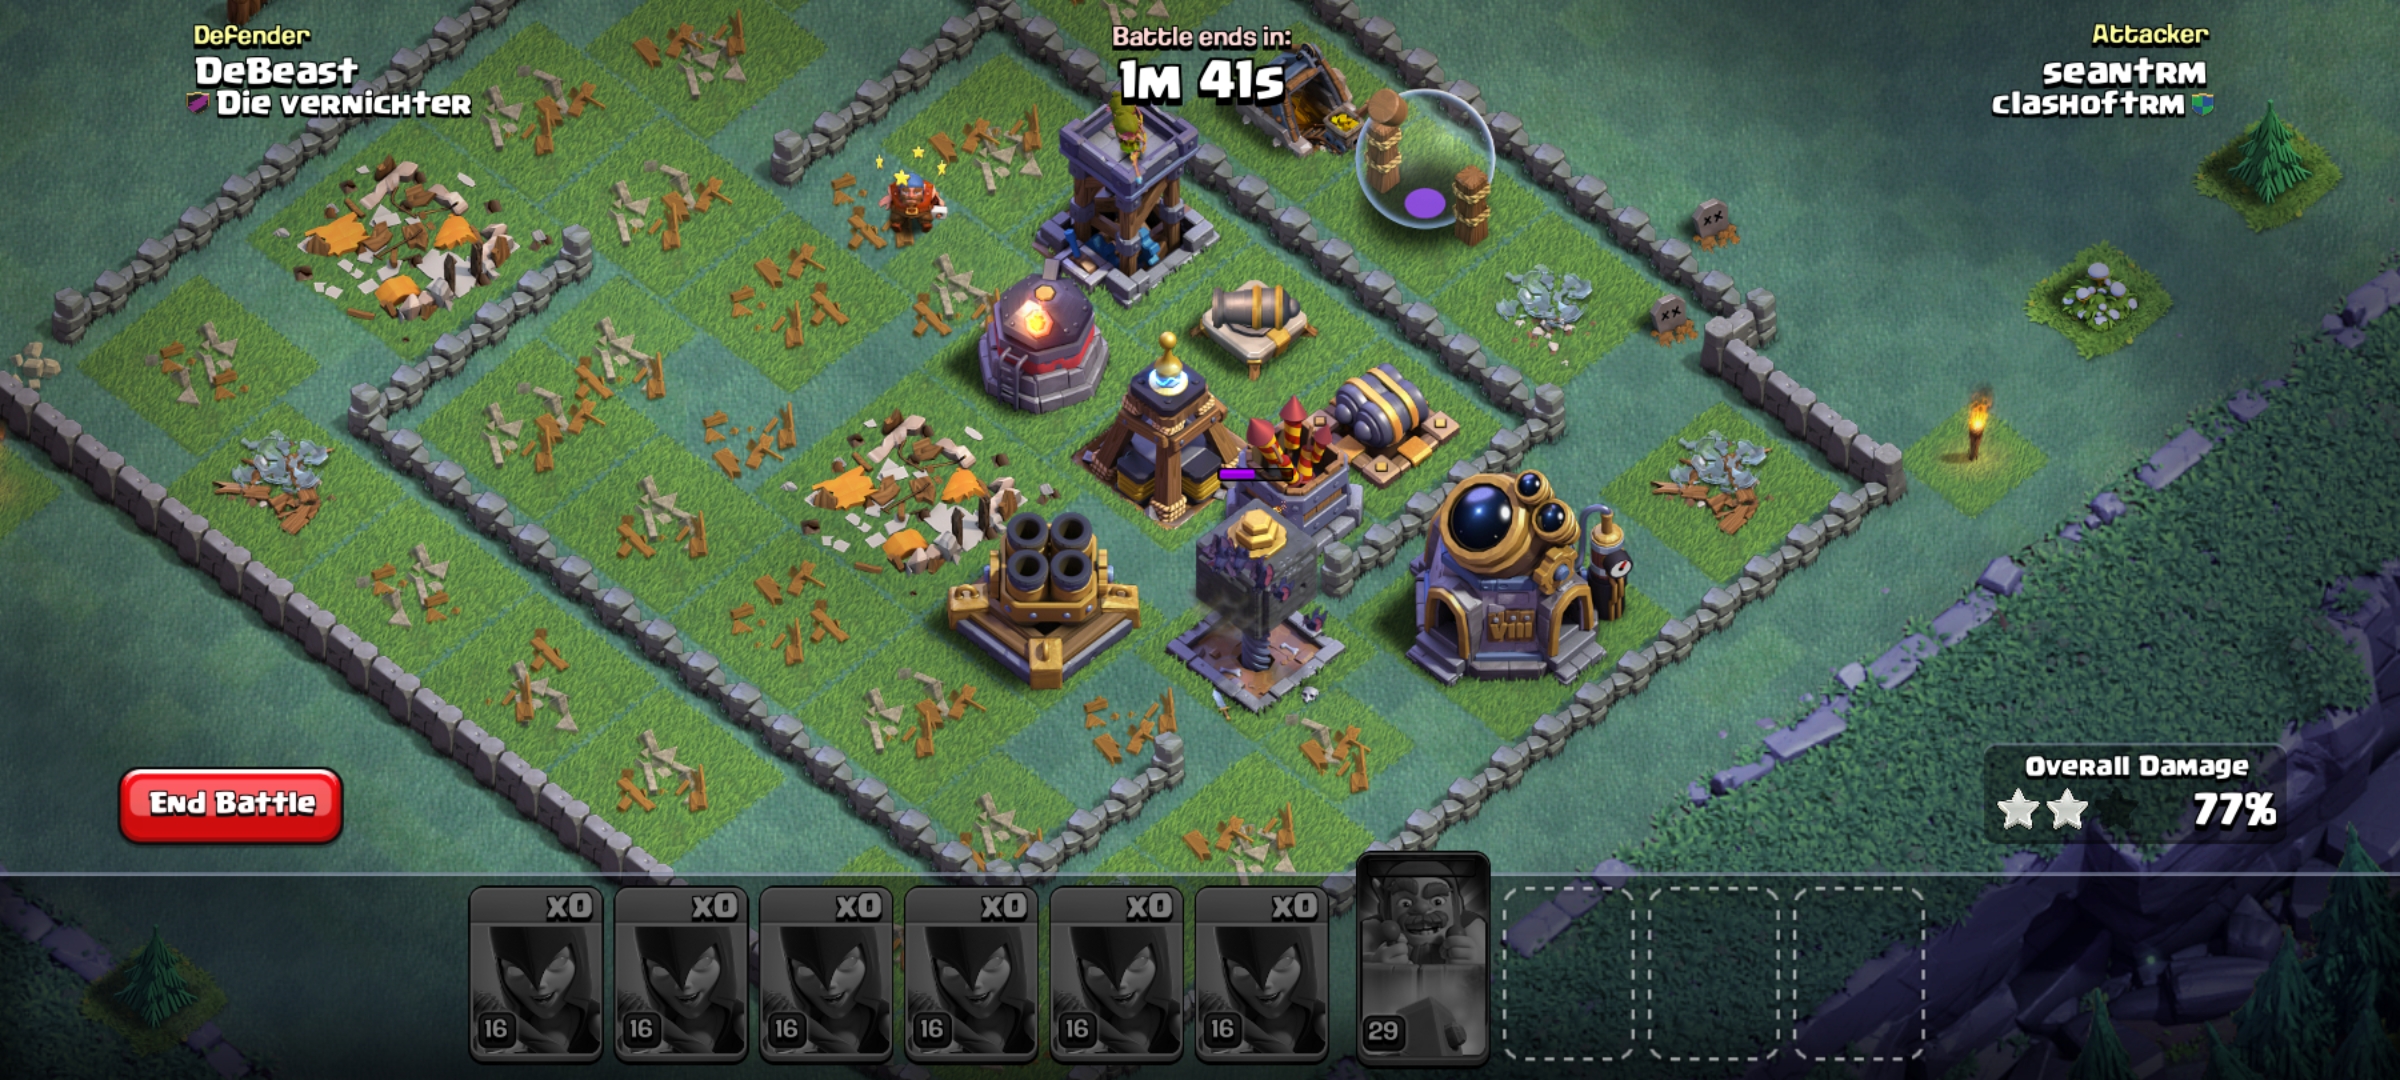 Defender
DeBeast
Die vernichter
Battle ends in:
1M 41s
Attacker
seantrm
clashoftrm
VIII
End Battle
Overall Damage
77%
x0
x0
x0
x0
x0
x0
16
16
16
16
16
16
29